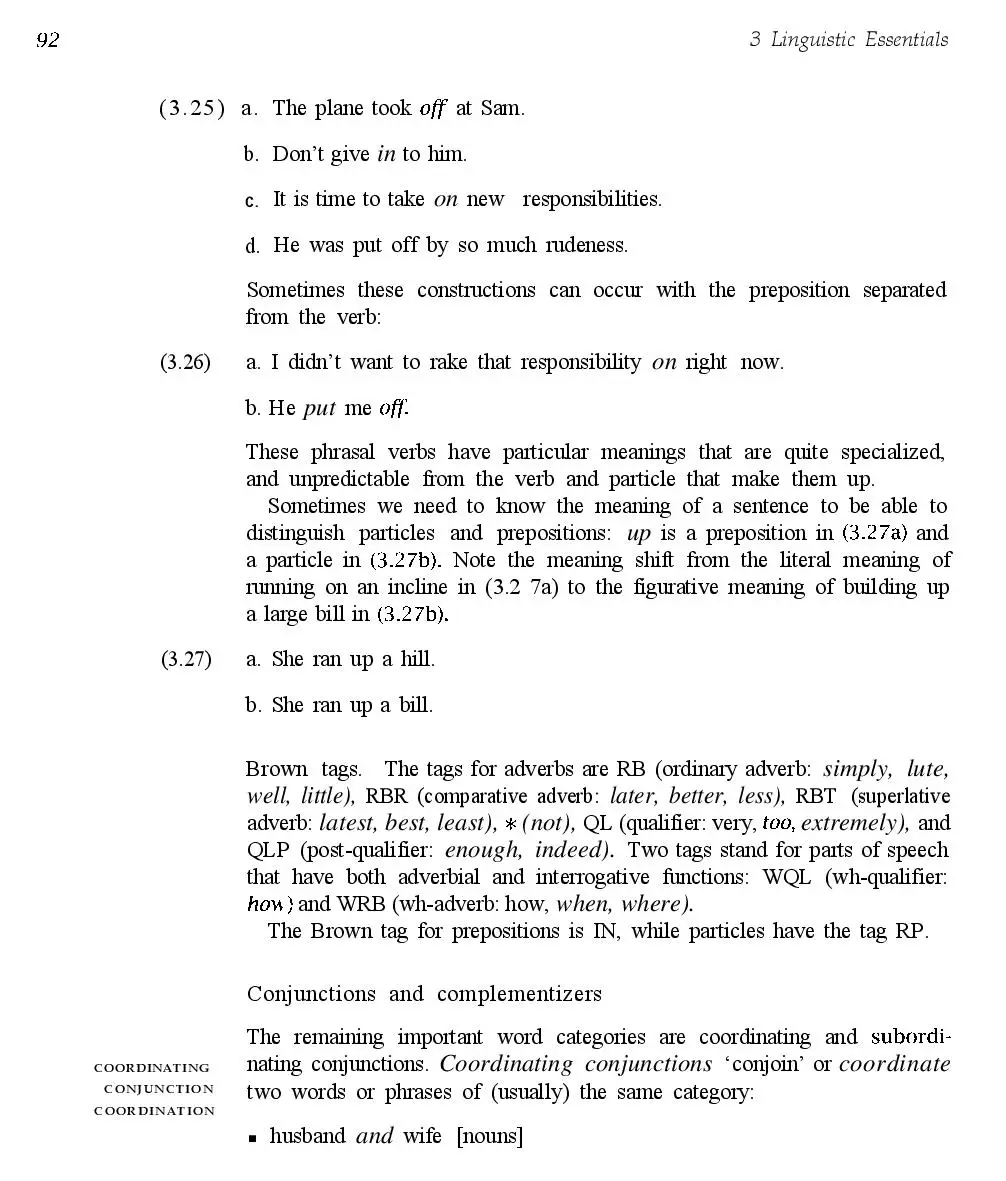 92
3 Linguistic Essentials
(3.25) a. The plane took off at Sam.
b. Don't give in to him.
c. It is time to take on new responsibilities.
d. He was put off by so much rudeness.
Sometimes these constructions can occur with the preposition separated
from the verb:
(3.26) a. I didn't want to rake that responsibility on right now.
b. He put me off.
These phrasal verbs have particular meanings that are quite specialized,
and unpredictable from the verb and particle that make them up.
Sometimes we need to know the meaning of a sentence to be able to
distinguish particles and prepositions: up is a preposition in (3.27a) and
a particle in (3.27b). Note the meaning shift from the literal meaning of
running on an incline in (3.2 7a) to the figurative meaning of building up
a large bill in (3.27b).
(3.27) a. She ran up a hill.
b. She ran up a bill.
Brown tags. The tags for adverbs are RB (ordinary adverb: simply, lute,
well, little), RBR (comparative adverb: later, better, less), RBT (superlative
adverb: latest, best, least), * (not), QL (qualifier: very, too, extremely), and
QLP (post-qualifier: enough, indeed). Two tags stand for parts of speech
that have both adverbial and interrogative functions: WQL (wh-qualifier:
how) and WRB (wh-adverb: how, when, where).
The Brown tag for prepositions is IN, while particles have the tag RP.
Conjunctions and complementizers
The remaining important word categories are coordinating and subordi-
nating conjunctions. Coordinating conjunctions 'conjoin' or coordinate
two words or phrases of (usually) the same category:
COORDINATING
CONJUNCTION
COORDINATION
▪ husband and wife [nouns]